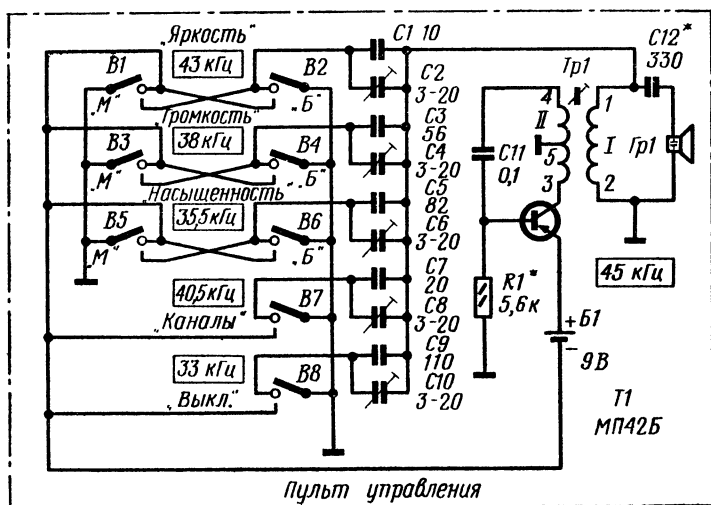 „Яркость"
43 кГц
В1
В2
„М"
„Б"
С1 10
С2
3-20
„Громкость"
38 кГц
В3
В4
„М"
„Б"
С3
56
С4
3-20
„Насыщенность"
35,5 кГц
В5
В6
„М"
„Б"
С5
82
С6
3-20
40,5 кГц
В7
„Каналы"
С7
20
С8
3-20
33 кГц
В8
„Выкл."
С9
110
С10
3-20
С11
0,1
R1*
5,6 к
Тр1
4
II
5
3
1
I
2
С12*
330
Гр1
45 кГц
+ Б1
- 9 В
Т1
МП42Б
Пульт управления